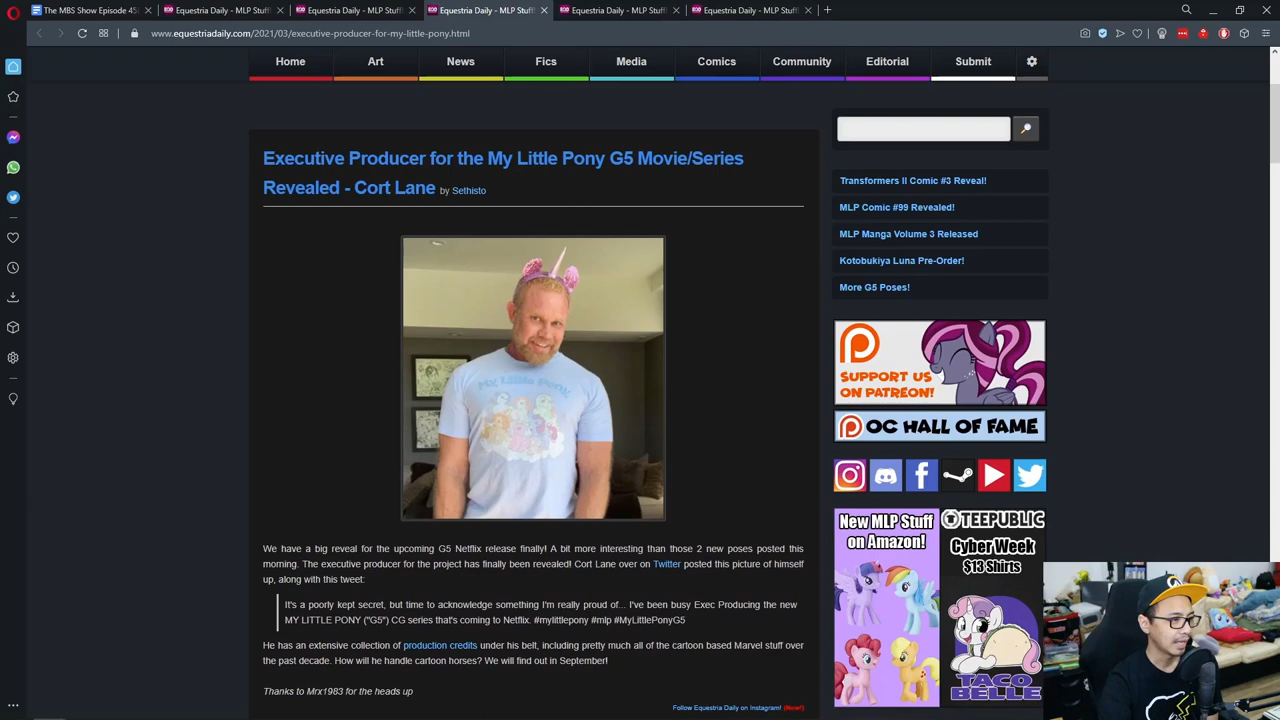 The MBS Show Episode 45
Equestria Daily - MLP Stuff
Equestria Daily - MLP Stuff
Equestria Daily - MLP Stuff
Equestria Daily - MLP Stuff
Equestria Daily - MLP Stuff
www.equestriadaily.com/2021/03/executive-producer-for-my-little-pony.html
Home Art News Fics Media Comics Community Editorial Submit
Executive Producer for the My Little Pony G5 Movie/Series
Revealed - Cort Lane by Sethisto
Transformers II Comic #3 Reveal!
MLP Comic #99 Revealed!
MLP Manga Volume 3 Released
Kotobukiya Luna Pre-Order!
More G5 Poses!
My Little Pony
SUPPORT US
ON PATREON!
OC HALL OF FAME
New MLP Stuff
on Amazon!
TEEPUBLIC
Cyber Week
$13 Shirts
TACO
BELLE
We have a big reveal for the upcoming G5 Netflix release finally! A bit more interesting than those 2 new poses posted this
morning. The executive producer for the project has finally been revealed! Cort Lane over on Twitter posted this picture of himself
up, along with this tweet:
It's a poorly kept secret, but time to acknowledge something I'm really proud of... I've been busy Exec Producing the new
MY LITTLE PONY ("G5") CG series that's coming to Netflix. #mylittlepony #mlp #MyLittlePonyG5
He has an extensive collection of production credits under his belt, including pretty much all of the cartoon based Marvel stuff over
the past decade. How will he handle cartoon horses? We will find out in September!
Thanks to Mrx1983 for the heads up
Follow Equestria Daily on Instagram! (Now!)